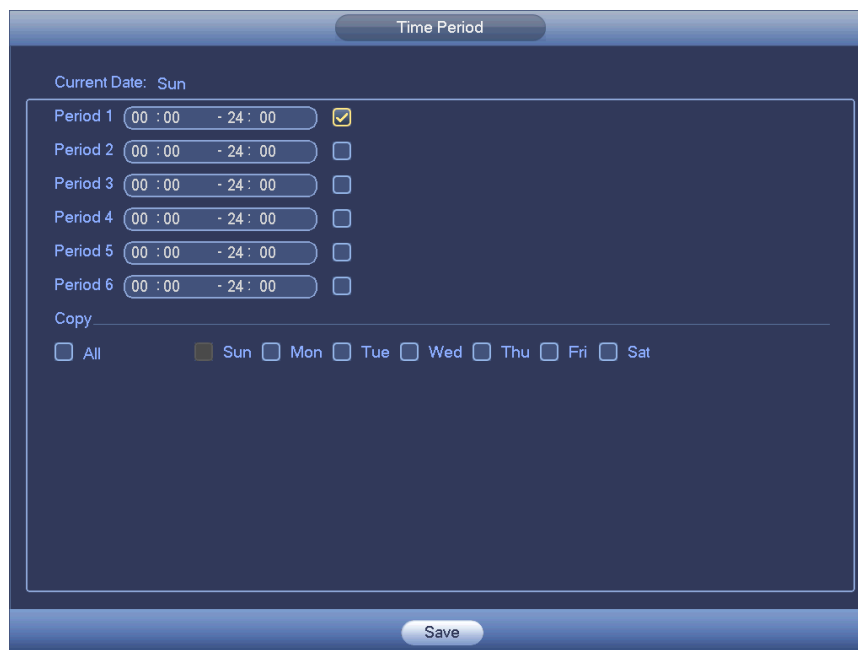 Time Period
Current Date: Sun
Period 1 00 :00 - 24 : 00
Period 2 00 :00 - 24 : 00
Period 3 00 :00 - 24 : 00
Period 4 00 :00 - 24 : 00
Period 5 00 :00 - 24 : 00
Period 6 00 :00 - 24 : 00
Copy
All Sun Mon Tue Wed Thu Fri Sat
Save